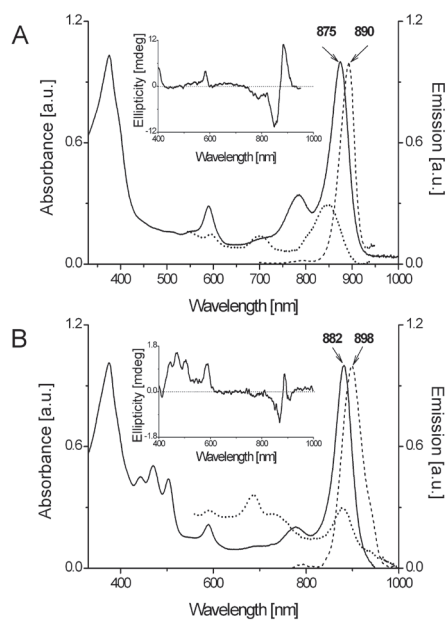 A
875 890
12
0
-12
400 500 600 700 800 900 1000
Ellipticity [mdeg]
Wavelength [nm]
1.2
0.6
0.0
Absorbance [a.u.]
1.2
0.6
0.0
Emission [a.u.]
400 500 600 700 800 900 1000
Wavelength [nm]
B
882 898
1.8
0.0
-1.8
400 500 600 700 800 900 1000
Ellipticity [mdeg]
Wavelength [nm]
1.2
0.6
0.0
Absorbance [a.u.]
1.2
0.6
0.0
Emission [a.u.]
400 600 800 1000
Wavelength [nm]